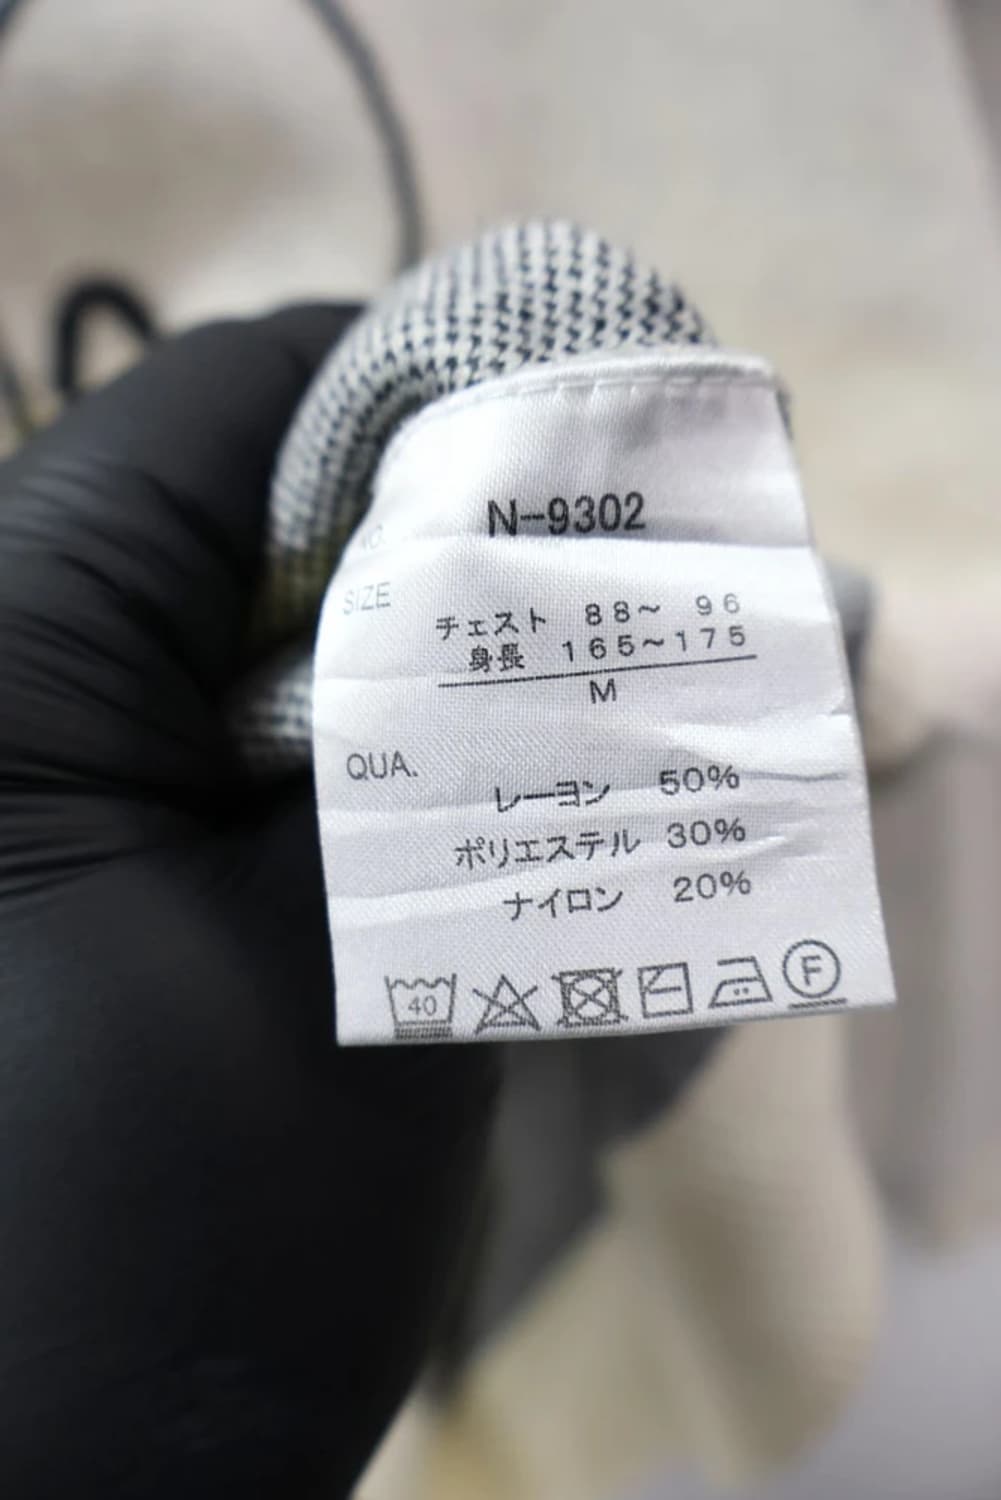 NO.
N-9302
SIZE
チェスト 88~ 96
身長 165~175
M
QUA.
レーヨン 50%
ポリエステル 30%
ナイロン 20%
40
F